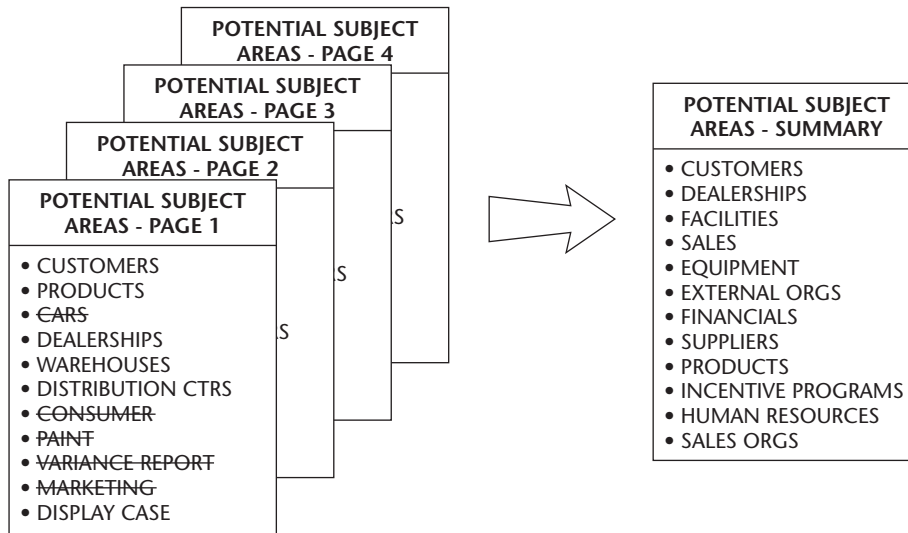 POTENTIAL SUBJECT
AREAS - PAGE 4
POTENTIAL SUBJECT
AREAS - PAGE 3
POTENTIAL SUBJECT
AREAS - PAGE 2
POTENTIAL SUBJECT
AREAS - PAGE 1
• CUSTOMERS
• PRODUCTS
• CARS
• DEALERSHIPS
• WAREHOUSES
• DISTRIBUTION CTRS
• CONSUMER
• PAINT
• VARIANCE REPORT
• MARKETING
• DISPLAY CASE
POTENTIAL SUBJECT
AREAS - SUMMARY
• CUSTOMERS
• DEALERSHIPS
• FACILITIES
• SALES
• EQUIPMENT
• EXTERNAL ORGS
• FINANCIALS
• SUPPLIERS
• PRODUCTS
• INCENTIVE PROGRAMS
• HUMAN RESOURCES
• SALES ORGS